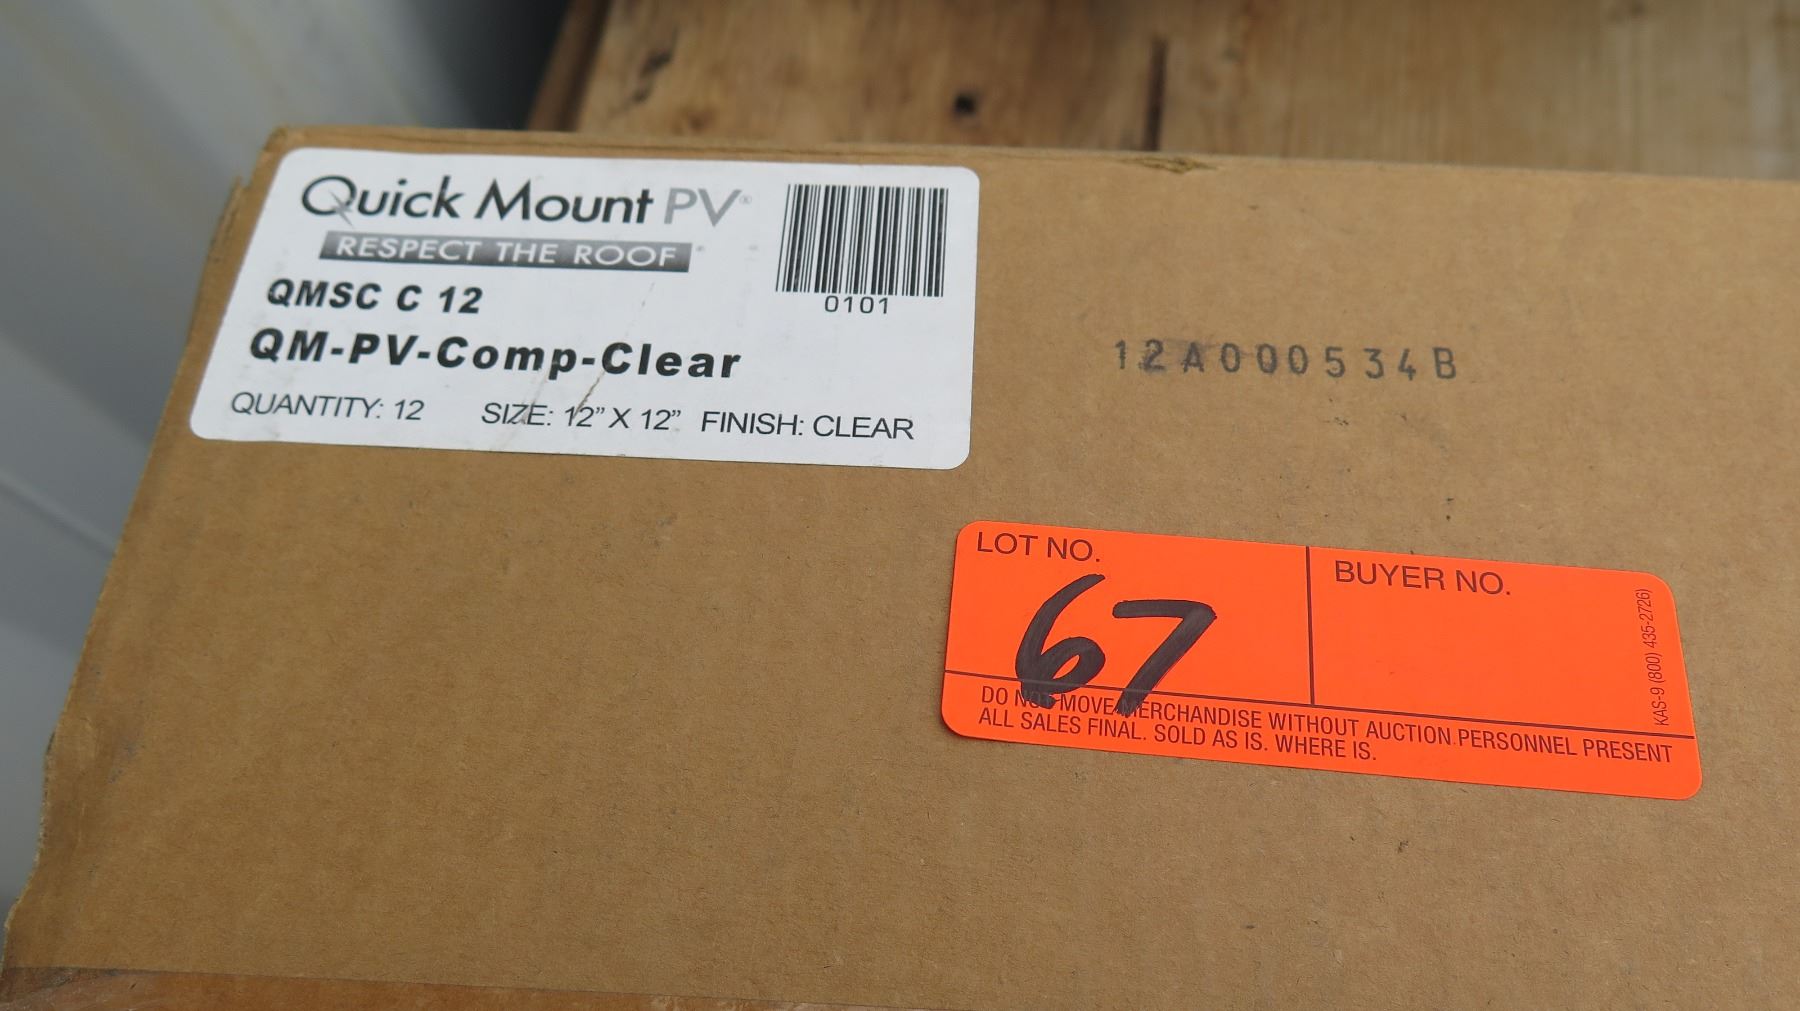 Quick Mount PV®
RESPECT THE ROOF
QMSC C 12
QM-PV-Comp-Clear
QUANTITY: 12 SIZE: 12” X 12” FINISH: CLEAR
0101
12A000534B
LOT NO.
67
BUYER NO.
DO NOT MOVE MERCHANDISE WITHOUT AUCTION PERSONNEL PRESENT
ALL SALES FINAL. SOLD AS IS. WHERE IS.
KAS-9 (800) 435-2726)